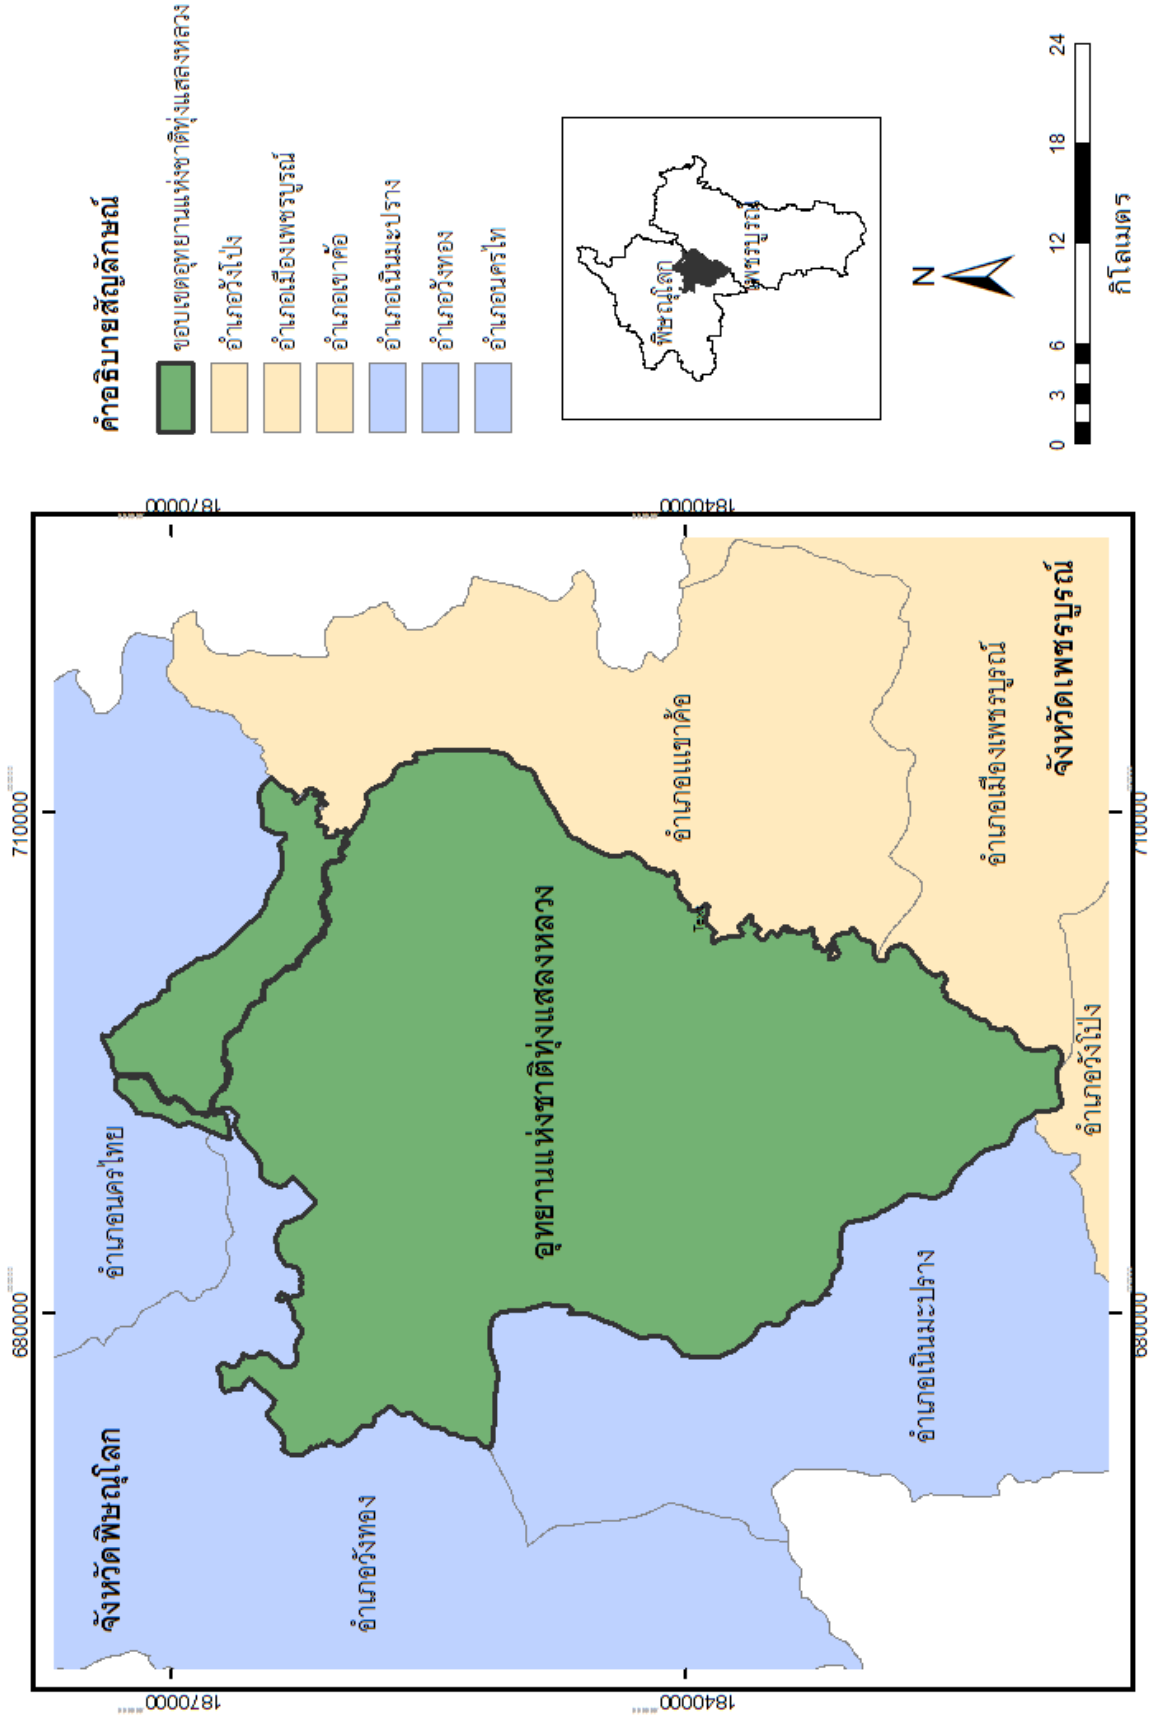 710000
680000
1870000
1840000
1870000
1840000
710000
680000
จังหวัดพิษณุโลก
อำเภอนครไทย
อำเภอวังทอง
อุทยานแห่งชาติทุ่งแสลงหลวง
อำเภอแเขาค้อ
Tex
อำเภอเนินมะปราง
อำเภอเมืองเพชรบูรณ์
จังหวัดเพชรบูรณ์
อำเภอวังโป่ง
คำอธิบายสัญลักษณ์
ขอบเขตอุทยานแห่งชาติทุ่งแสลงหลวง
อำเภอวังโป่ง
อำเภอเมืองเพชรบูรณ์
อำเภอเขาค้อ
อำเภอเนินมะปราง
อำเภอวังทอง
อำเภอนครไท
พิษณุโลก
เพชรบูรณ์
N
0 3 6 12 18 24
กิโลเมตร